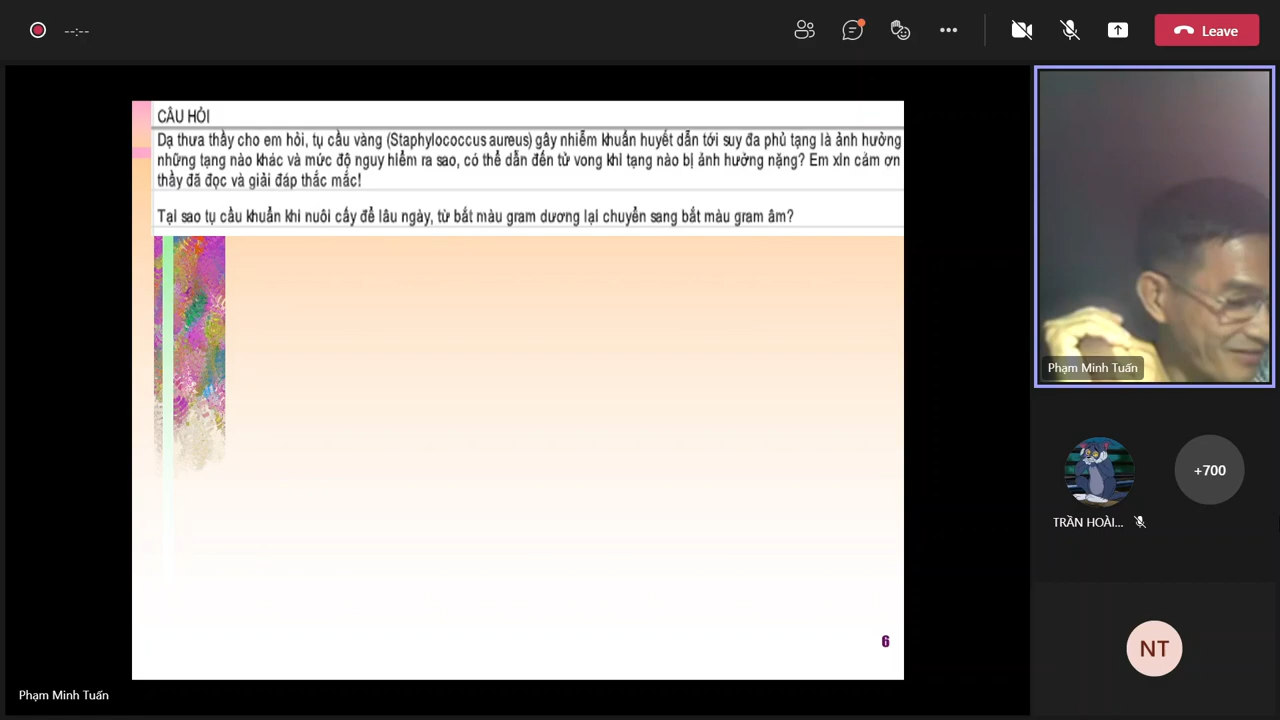 --:--
Leave
CÂU HỎI
Dạ thưa thầy cho em hỏi, tụ cầu vàng (Staphylococcus aureus) gây nhiễm khuẩn huyết dẫn tới suy đa phủ tạng là ảnh hưởng
những tạng nào khác và mức độ nguy hiểm ra sao, có thể dẫn đến tử vong khi tạng nào bị ảnh hưởng nặng? Em xin cảm ơn
thầy đã đọc và giải đáp thắc mắc!
Tại sao tụ cầu khuẩn khi nuôi cấy để lâu ngày, từ bắt màu gram dương lại chuyển sang bắt màu gram âm?
6
Phạm Minh Tuấn
Phạm Minh Tuấn
TRẦN HOÀI...
+700
NT